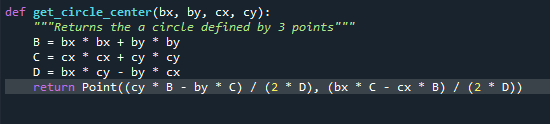 def get_circle_center(bx, by, cx, cy):
    """Returns the a circle defined by 3 points"""
    B = bx * bx + by * by
    C = cx * cx + cy * cy
    D = bx * cy - by * cx
    return Point((cy * B - by * C) / (2 * D), (bx * C - cx * B) / (2 * D))